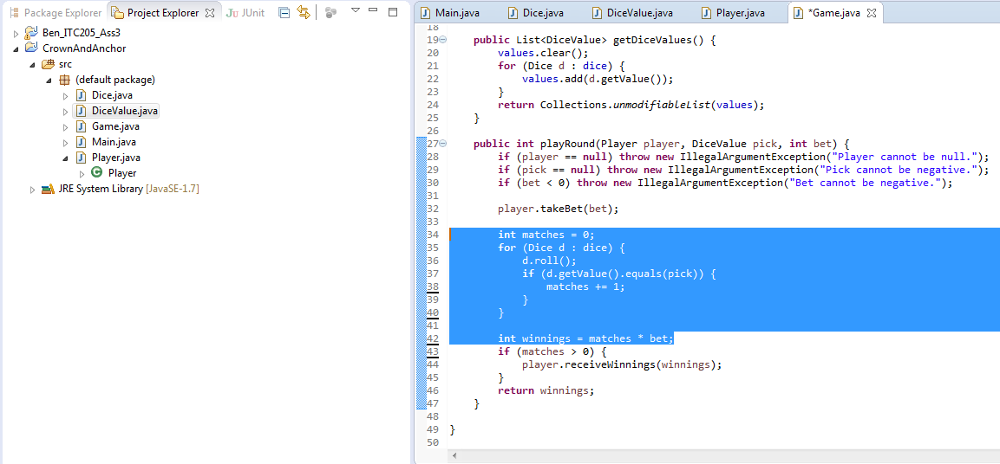 Package Explorer Project Explorer JUnit
Ben_ITC205_Ass3
CrownAndAnchor
src
(default package)
Dice.java
DiceValue.java
Game.java
Main.java
Player.java
Player
JRE System Library [JavaSE-1.7]
Main.java Dice.java DiceValue.java Player.java *Game.java
18
19 public List<DiceValue> getDiceValues() {
20 values.clear();
21 for (Dice d : dice) {
22 values.add(d.getValue());
23 }
24 return Collections.unmodifiableList(values);
25 }
26
27 public int playRound(Player player, DiceValue pick, int bet) {
28 if (player == null) throw new IllegalArgumentException("Player cannot be null.");
29 if (pick == null) throw new IllegalArgumentException("Pick cannot be negative.");
30 if (bet < 0) throw new IllegalArgumentException("Bet cannot be negative.");
31
32 player.takeBet(bet);
33
34 int matches = 0;
35 for (Dice d : dice) {
36 d.roll();
37 if (d.getValue().equals(pick)) {
38 matches += 1;
39 }
40 }
41
42 int winnings = matches * bet;
43 if (matches > 0) {
44 player.receiveWinnings(winnings);
45 }
46 return winnings;
47 }
48
49 }
50